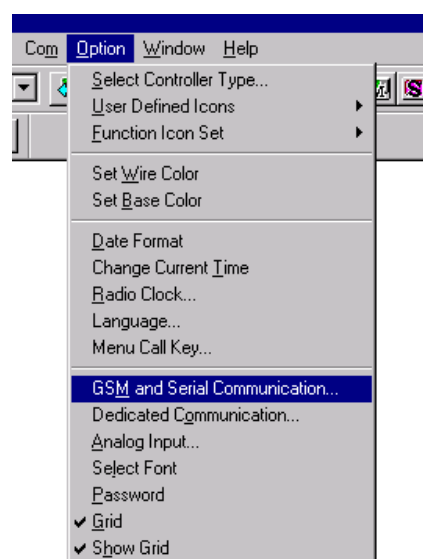 Com Option Window Help
Select Controller Type...
User Defined Icons
Function Icon Set
Set Wire Color
Set Base Color
Date Format
Change Current Time
Radio Clock...
Language...
Menu Call Key...
GSM and Serial Communication...
Dedicated Communication...
Analog Input...
Select Font
Password
Grid
Show Grid